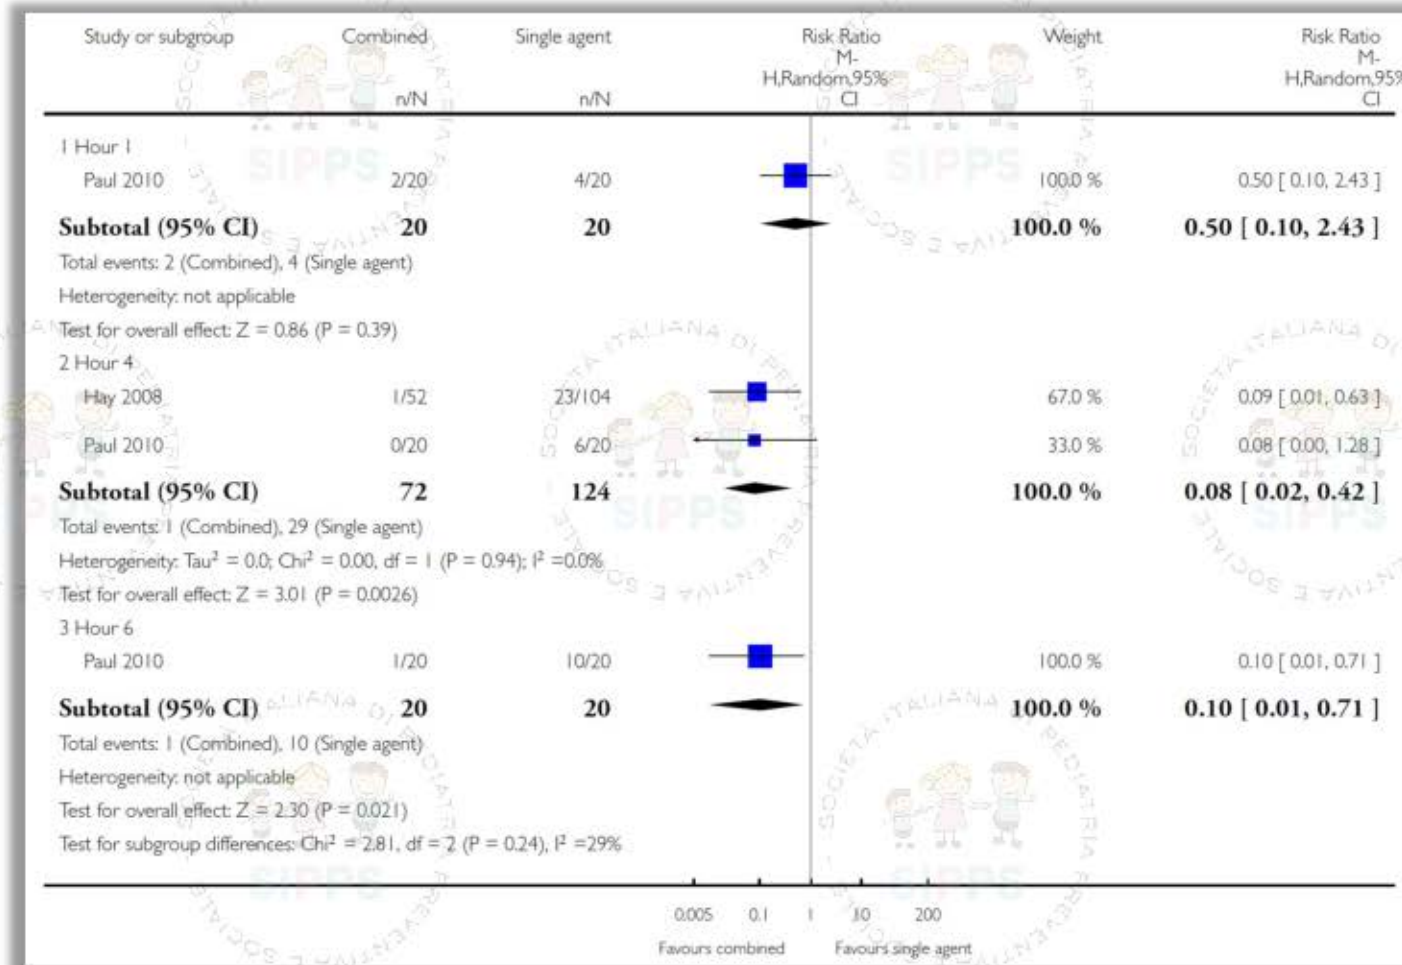 Study or subgroup Combined Single agent Risk Ratio Weight Risk Ratio
M- M-
H,Random,95% H,Random,95%
n/N n/N CI CI
1 Hour 1
Paul 2010 2/20 4/20 100.0 % 0.50 [ 0.10, 2.43 ]
Subtotal (95% CI) 20 20 100.0 % 0.50 [ 0.10, 2.43 ]
Total events: 2 (Combined), 4 (Single agent)
Heterogeneity: not applicable
Test for overall effect: Z = 0.86 (P = 0.39)
2 Hour 4
Hay 2008 1/52 23/104 67.0 % 0.09 [ 0.01, 0.63 ]
Paul 2010 0/20 6/20 33.0 % 0.08 [ 0.00, 1.28 ]
Subtotal (95% CI) 72 124 100.0 % 0.08 [ 0.02, 0.42 ]
Total events: 1 (Combined), 29 (Single agent)
Heterogeneity: Tau² = 0.0; Chi² = 0.00, df = 1 (P = 0.94); I² =0.0%
Test for overall effect: Z = 3.01 (P = 0.0026)
3 Hour 6
Paul 2010 1/20 10/20 100.0 % 0.10 [ 0.01, 0.71 ]
Subtotal (95% CI) 20 20 100.0 % 0.10 [ 0.01, 0.71 ]
Total events: 1 (Combined), 10 (Single agent)
Heterogeneity: not applicable
Test for overall effect: Z = 2.30 (P = 0.021)
Test for subgroup differences: Chi² = 2.81, df = 2 (P = 0.24), I² =29%
0.005 0.1 1 10 200
Favours combined Favours single agent
SIPPS
SOCIETA ITALIANA DI PEDIATRIA PREVENTIVA E SOCIALE